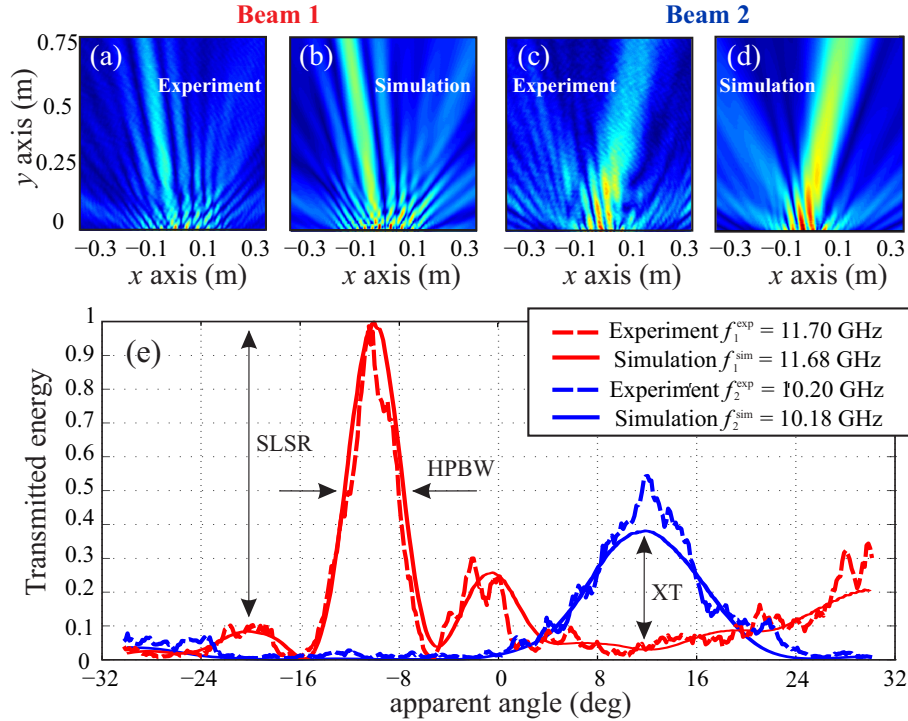 Beam 1 Beam 2
(a) Experiment
(b) Simulation
(c) Experiment
(d) Simulation
y axis (m)
0.75
0.5
0.25
0
−0.3 −0.1 0.1 0.3
−0.3 −0.1 0.1 0.3
−0.3 −0.1 0.1 0.3
−0.3 −0.1 0.1 0.3
x axis (m) x axis (m) x axis (m) x axis (m)
(e)
Experiment f₁ᵉˣᵖ = 11.70 GHz
Simulation f₁ˢⁱᵐ = 11.68 GHz
Experiment f₂ᵉˣᵖ = 10.20 GHz
Simulation f₂ˢⁱᵐ = 10.18 GHz
SLSR
HPBW
XT
Transmitted energy
1
0.9
0.8
0.7
0.6
0.5
0.4
0.3
0.2
0.1
0
−32 −24 −16 −8 0 8 16 24 32
apparent angle (deg)